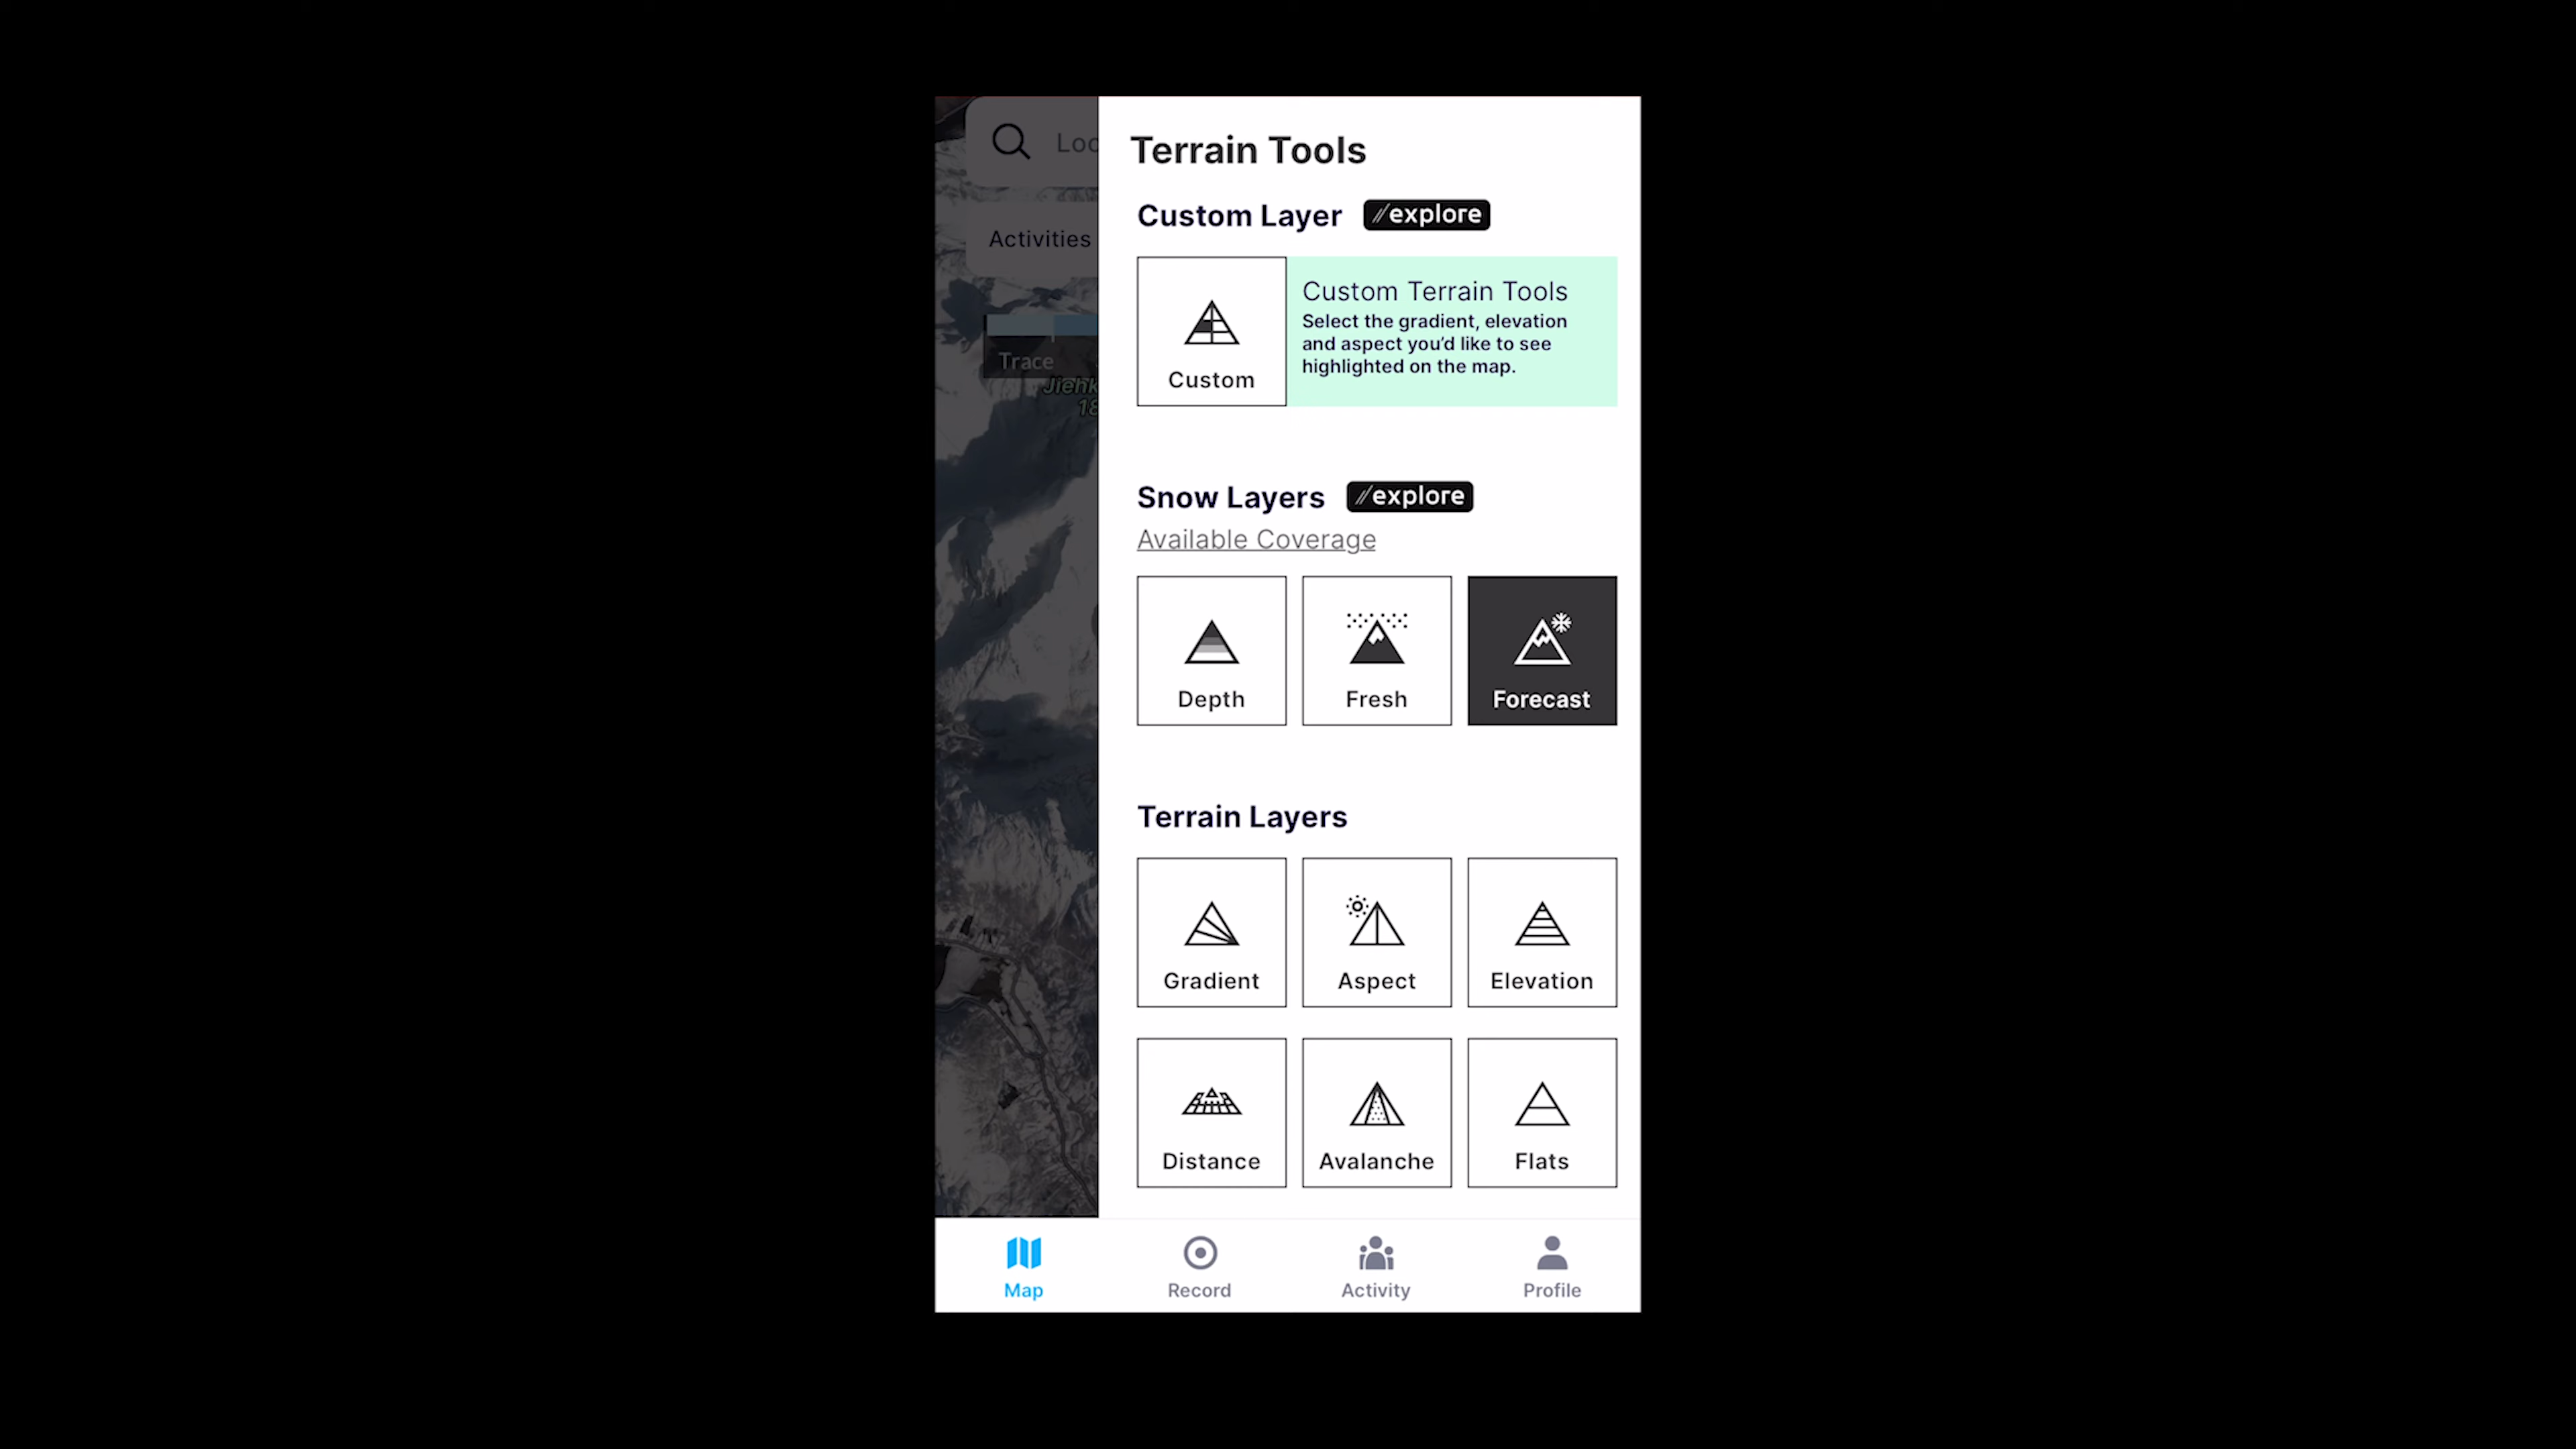 Loc
Activities
Trace
Jiehk
18
Terrain Tools
Custom Layer //explore
Custom
Custom Terrain Tools
Select the gradient, elevation
and aspect you'd like to see
highlighted on the map.
Snow Layers //explore
Available Coverage
Depth Fresh Forecast
Terrain Layers
Gradient Aspect Elevation
Distance Avalanche Flats
Map Record Activity Profile